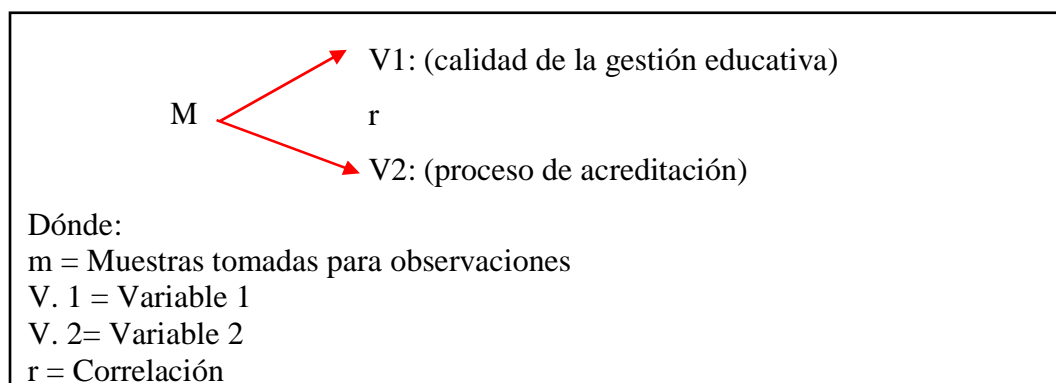 V1: (calidad de la gestión educativa)
M r
V2: (proceso de acreditación)
Dónde:
m = Muestras tomadas para observaciones
V. 1 = Variable 1
V. 2= Variable 2
r = Correlación